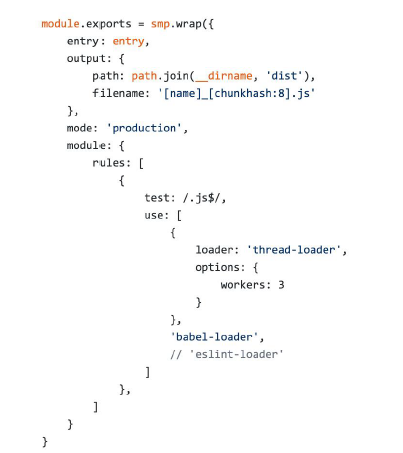 module.exports = smp.wrap({
    entry: entry,
    output: {
        path: path.join(__dirname, 'dist'),
        filename: '[name]_[chunkhash:8].js'
    },
    mode: 'production',
    module: {
        rules: [
            {
                test: /.js$/,
                use: [
                    {
                        loader: 'thread-loader',
                        options: {
                            workers: 3
                        }
                    },
                    'babel-loader',
                    // 'eslint-loader'
                ]
            },
        ]
    }
}